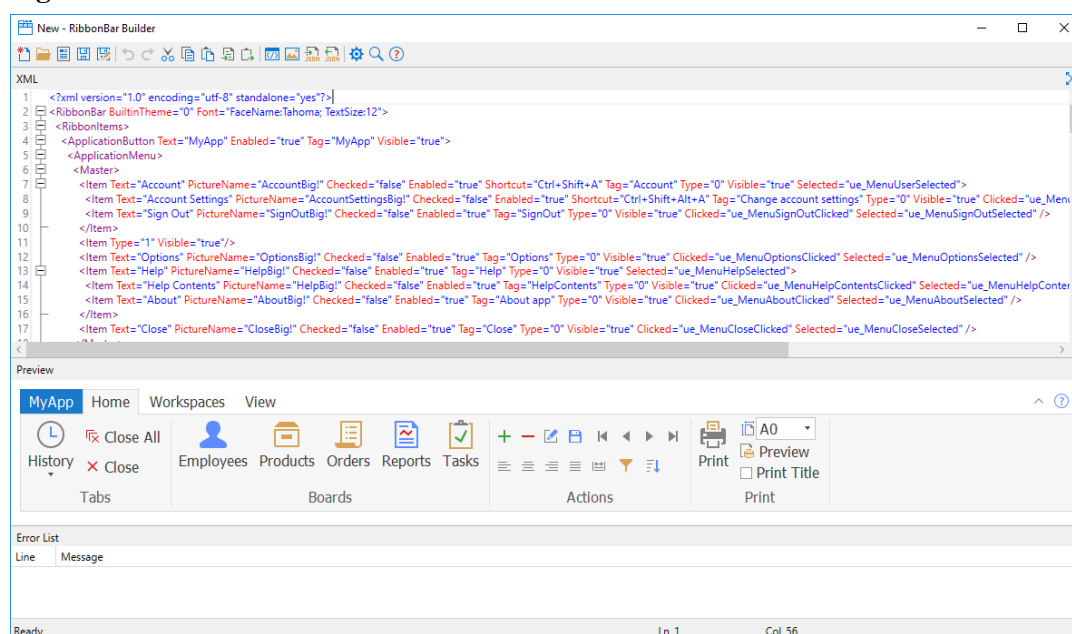 New - RibbonBar Builder
JSON JSON
XML
1 <?xml version="1.0" encoding="utf-8" standalone="yes"?>
2 <RibbonBar BuiltinTheme="0" Font="FaceName:Tahoma; TextSize:12">
3 <RibbonItems>
4 <ApplicationButton Text="MyApp" Enabled="true" Tag="MyApp" Visible="true">
5 <ApplicationMenu>
6 <Master>
7 <Item Text="Account" PictureName="AccountBig!" Checked="false" Enabled="true" Shortcut="Ctrl+Shift+A" Tag="Account" Type="0" Visible="true" Selected="ue_MenuUserSelected">
8 <Item Text="Account Settings" PictureName="AccountSettingsBig!" Checked="false" Enabled="true" Shortcut="Ctrl+Shift+Alt+A" Tag="Change account settings" Type="0" Visible="true" Clicked="ue_Menu
9 <Item Text="Sign Out" PictureName="SignOutBig!" Checked="false" Enabled="true" Tag="SignOut" Type="0" Visible="true" Clicked="ue_MenuSignOutClicked" Selected="ue_MenuSignOutSelected" />
10 </Item>
11 <Item Type="1" Visible="true"/>
12 <Item Text="Options" PictureName="OptionsBig!" Checked="false" Enabled="true" Tag="Options" Type="0" Visible="true" Clicked="ue_MenuOptionsClicked" Selected="ue_MenuOptionsSelected" />
13 <Item Text="Help" PictureName="HelpBig!" Checked="false" Enabled="true" Tag="Help" Type="0" Visible="true" Selected="ue_MenuHelpSelected">
14 <Item Text="Help Contents" PictureName="HelpBig!" Checked="false" Enabled="true" Tag="HelpContents" Type="0" Visible="true" Clicked="ue_MenuHelpContentsClicked" Selected="ue_MenuHelpConten
15 <Item Text="About" PictureName="AboutBig!" Checked="false" Enabled="true" Tag="About app" Type="0" Visible="true" Clicked="ue_MenuAboutClicked" Selected="ue_MenuAboutSelected" />
16 </Item>
17 <Item Text="Close" PictureName="CloseBig!" Checked="false" Enabled="true" Tag="Close" Type="0" Visible="true" Clicked="ue_MenuCloseClicked" Selected="ue_MenuCloseSelected" />
Preview
MyApp Home Workspaces View
History Close All Close Employees Products Orders Reports Tasks Print A0 Preview Print Title
Tabs Boards Actions Print
Error List
Line Message
Ready Ln 1 Col 56